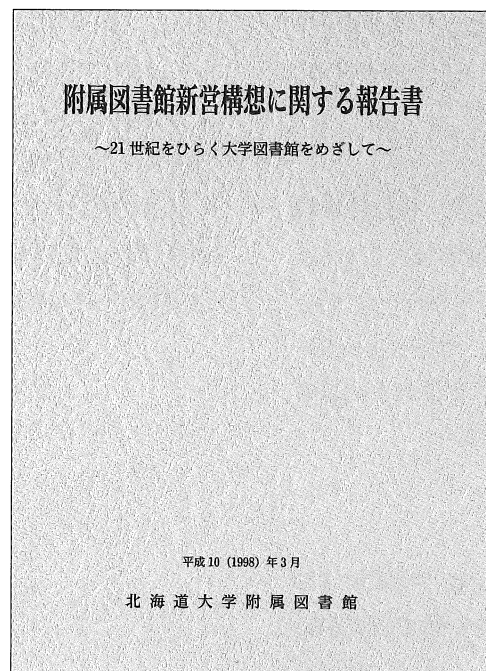 附属図書館新営構想に関する報告書
～21世紀をひらく大学図書館をめざして～
平成10（1998）年3月
北海道大学附属図書館